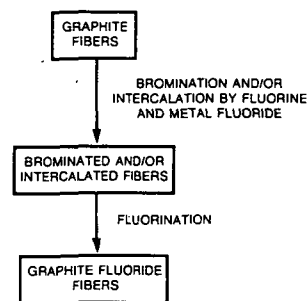 GRAPHITE
FIBERS
BROMINATION AND/OR
INTERCALATION BY FLUORINE
AND METAL FLUORIDE
BROMINATED AND/OR
INTERCALATED FIBERS
FLUORINATION
GRAPHITE FLUORIDE
FIBERS